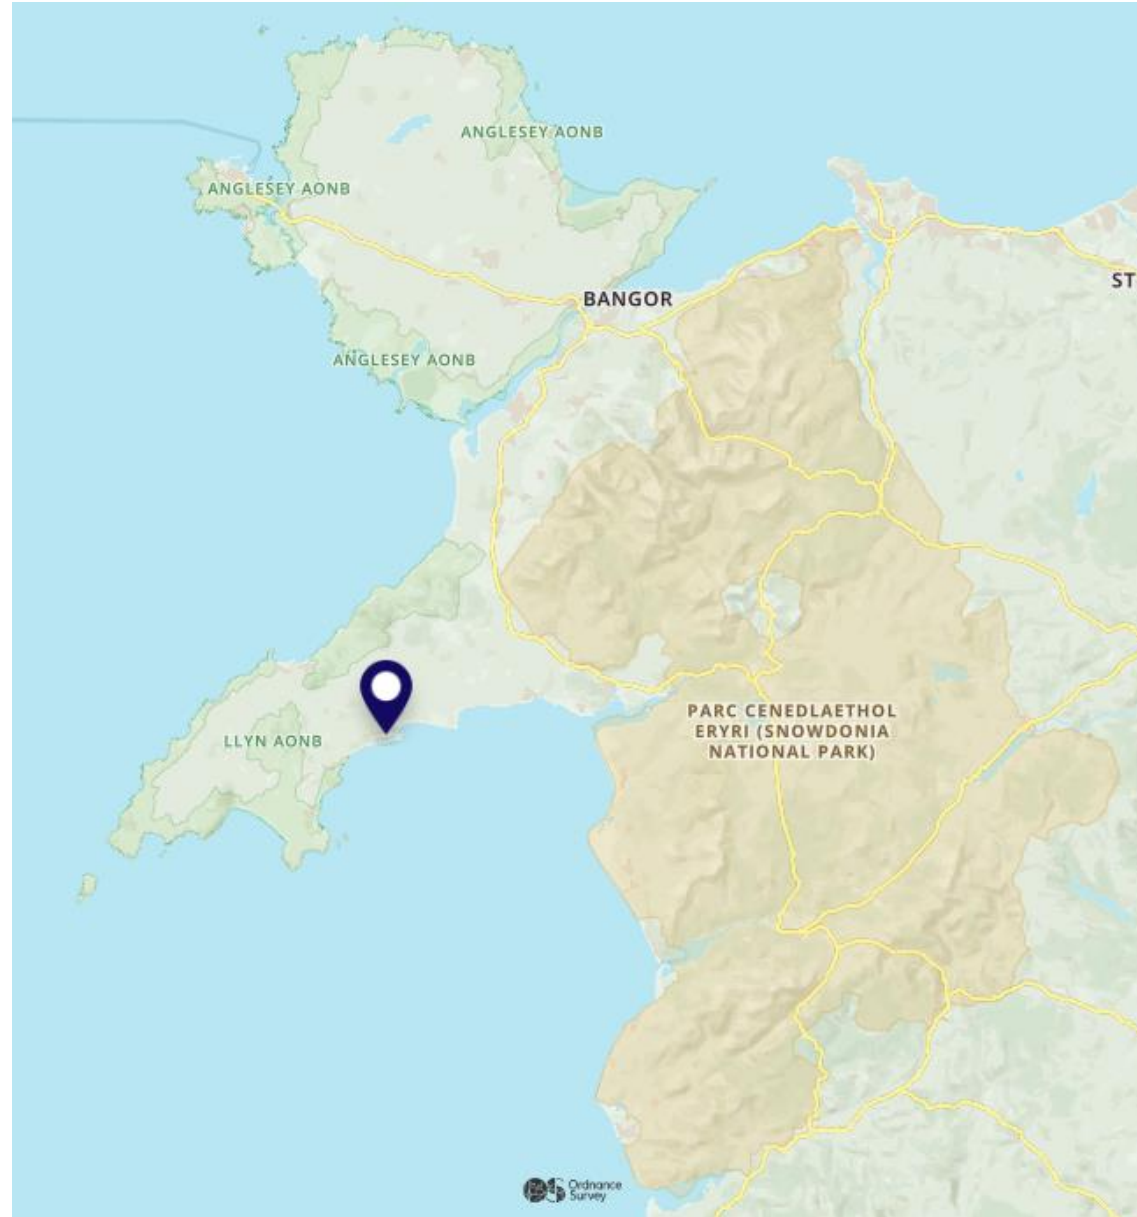 ANGLESEY AONB
ANGLESEY AONB
ST
BANGOR
ANGLESEY AONB
PARC CENEDLAETHOL
ERYRI (SNOWDONIA
NATIONAL PARK)
LLYN AONB
Ordnance
Survey